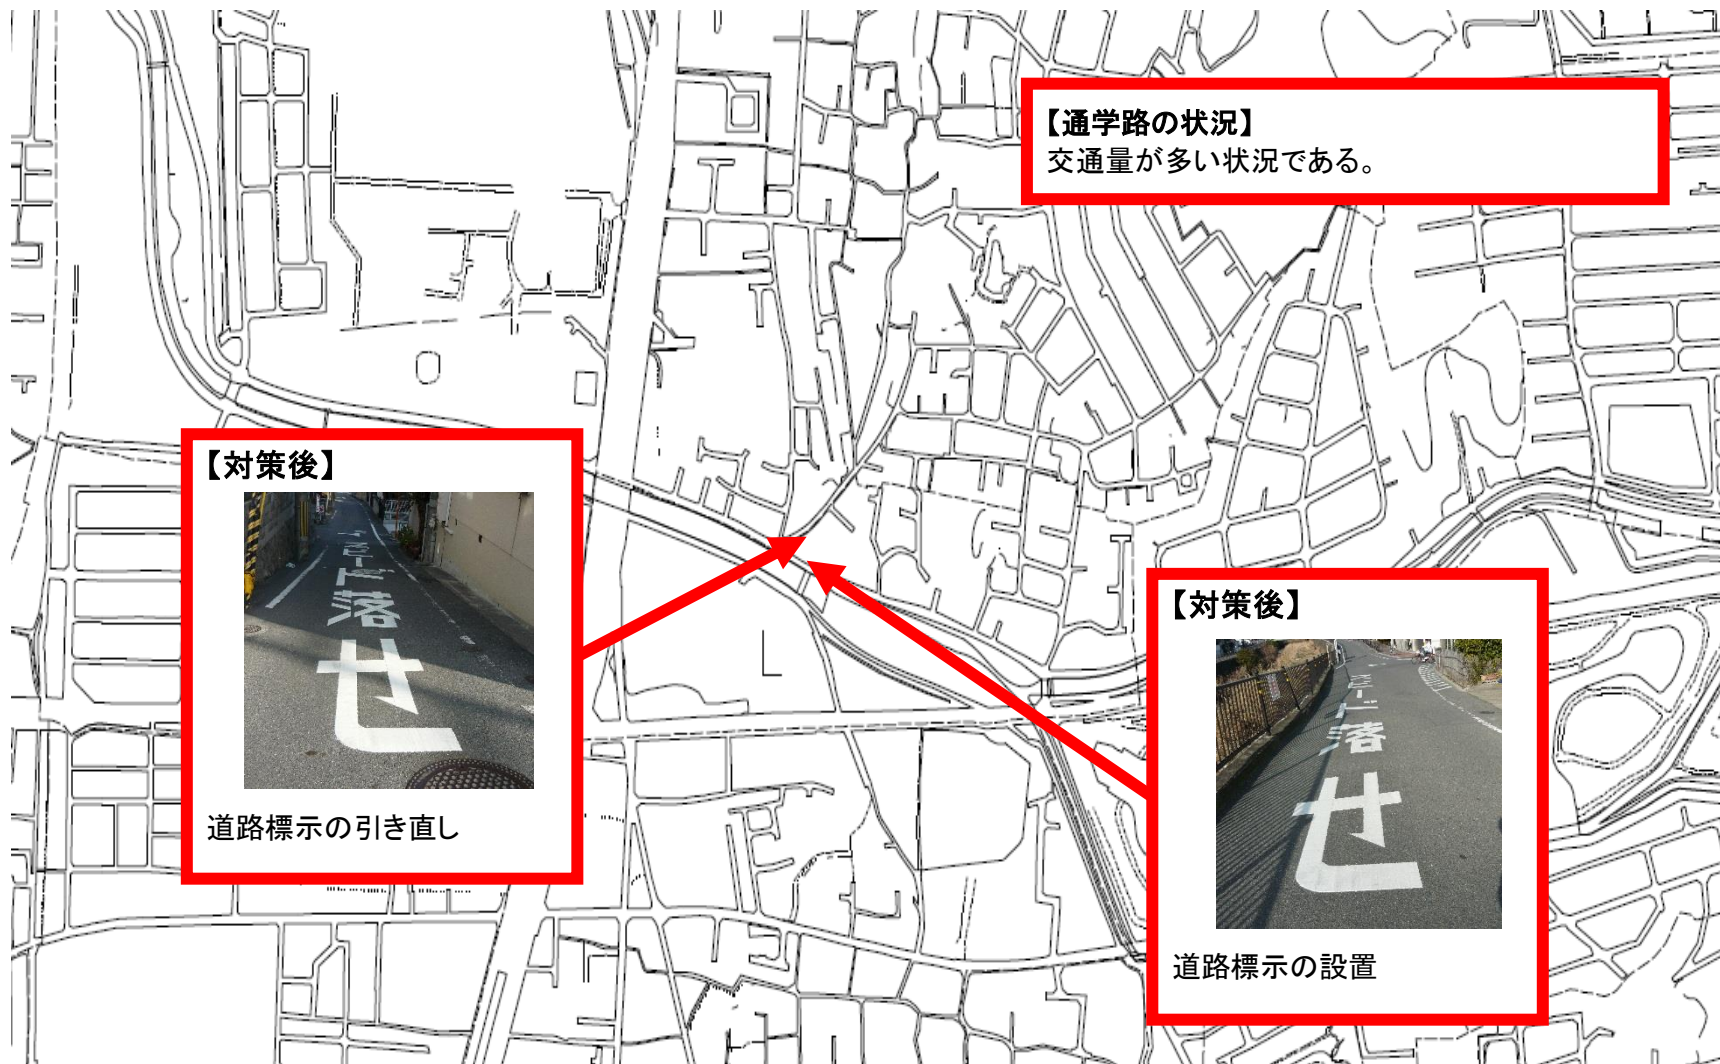 【通学路の状況】
交通量が多い状況である。
【対策後】
スピード落
せ
道路標示の引き直し
【対策後】
スピード落
せ
道路標示の設置